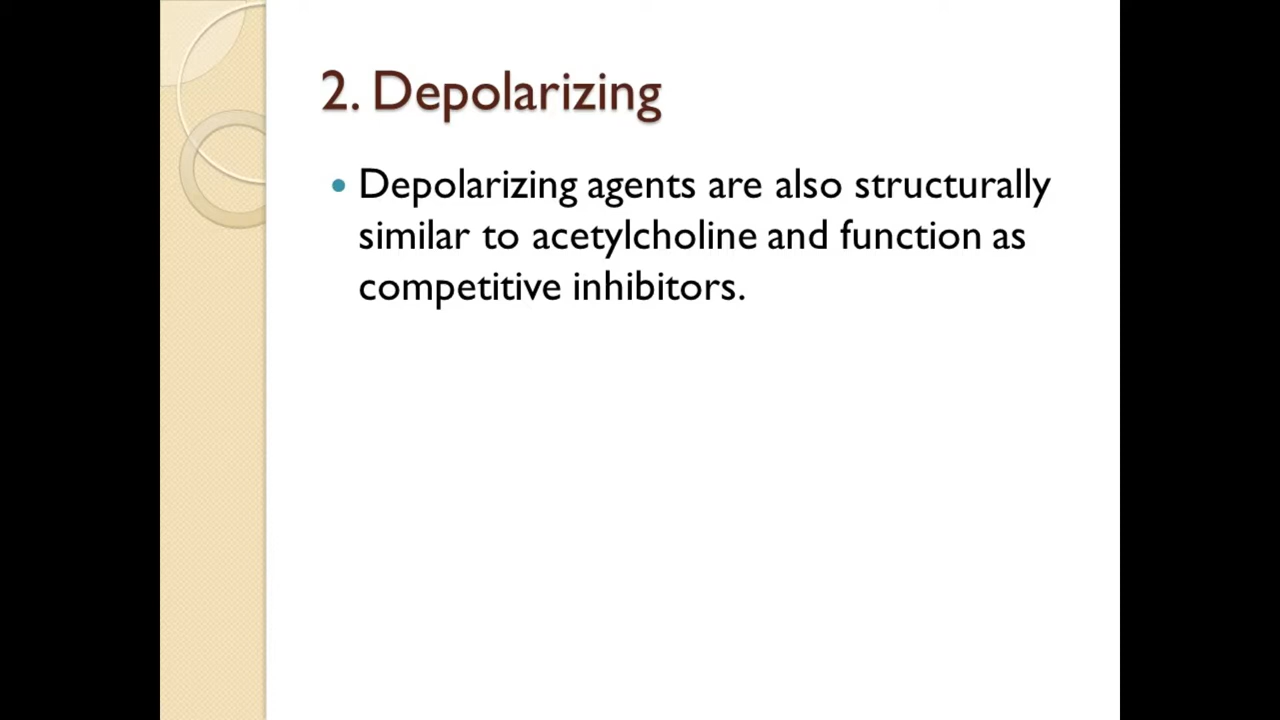 2. Depolarizing
• Depolarizing agents are also structurally
similar to acetylcholine and function as
competitive inhibitors.